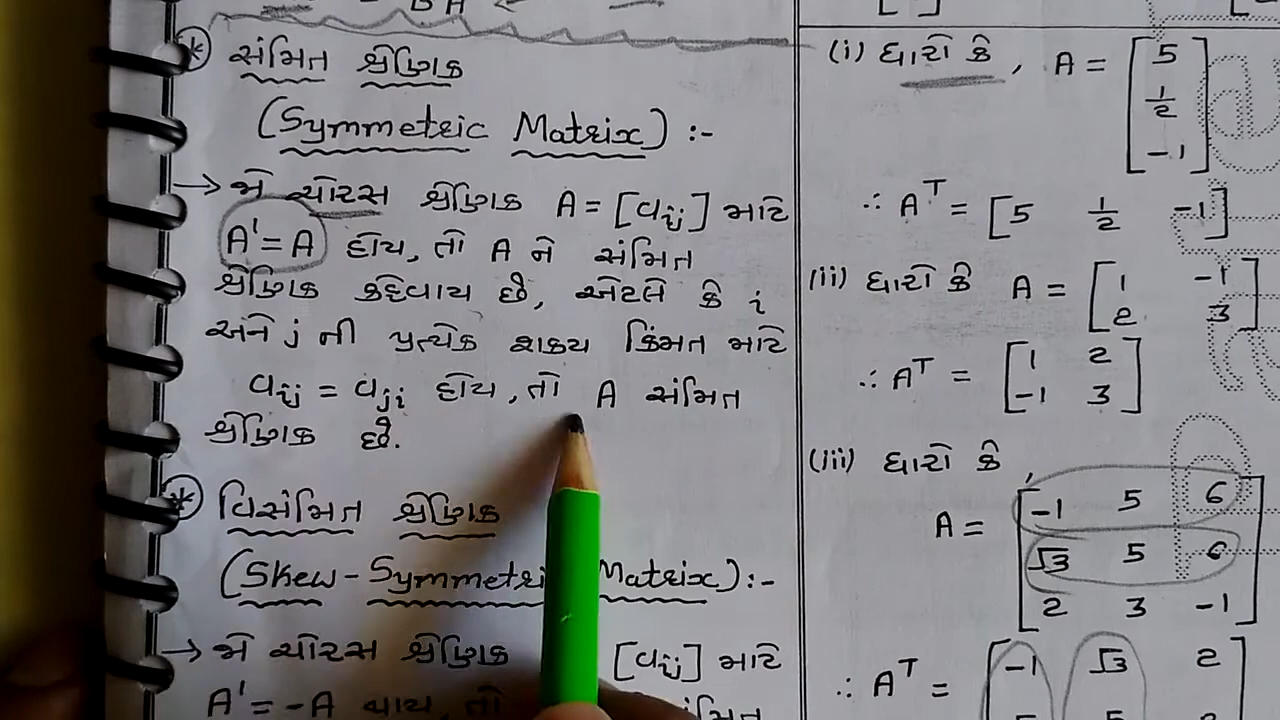 સંમિત શ્રેણિક
(Symmetric Matrix) :-
→ જો ચોરસ શ્રેણિક A = [aij] માટે
A' = A હોય, તો A ને સંમિત
શ્રેણિક કહેવાય છે, એટલે કે i
અને j ની પ્રત્યેક શક્ય કિંમત માટે
aij = aji હોય, તો A સંમિત
શ્રેણિક છે.
વિસંમિત શ્રેણિક
(Skew-Symmetri Matrix) :-
→ જો ચોરસ શ્રેણિક [aij] માટે
A' = -A થાય, તો
(i) ધારો કે, A = [5
1/2
-1]
∴ A^T = [5 1/2 -1]
(ii) ધારો કે A = [1 -1
2 3]
∴ A^T = [1 2
-1 3]
(iii) ધારો કે,
A = [-1 5 6
√3 5 6
2 3 -1]
∴ A^T = [-1 √3 2